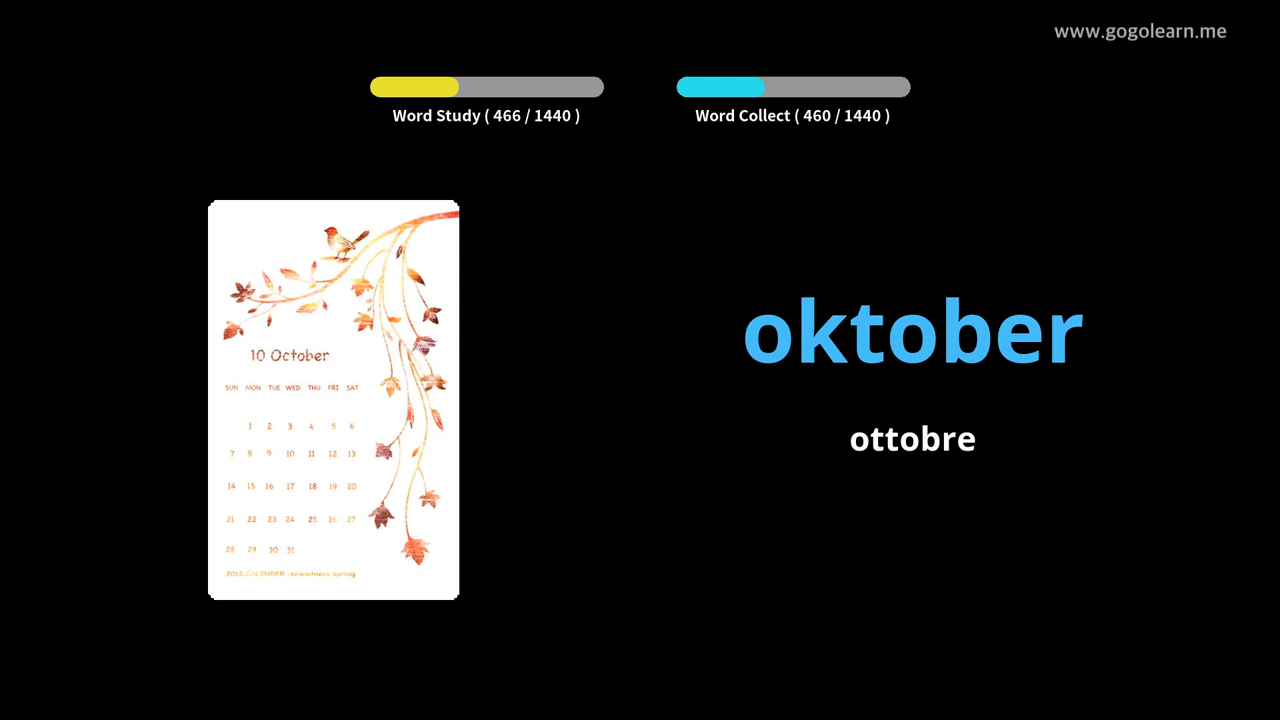 www.gogolearn.me
Word Study ( 466 / 1440 )
Word Collect ( 460 / 1440 )
10 October
SUN MON TUE WED THU FRI SAT
1 2 3 4 5 6
7 8 9 10 11 12 13
14 15 16 17 18 19 20
21 22 23 24 25 26 27
28 29 30 31
2012.CALENDER spring
oktober
ottobre